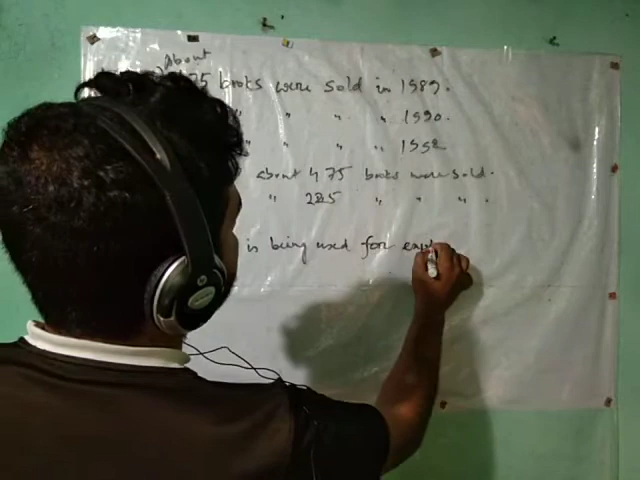 about
75 books were sold in 1989.
" " " 1990.
" " " 1992
about 475 books were sold.
" 225 " " " .
is being used for exp